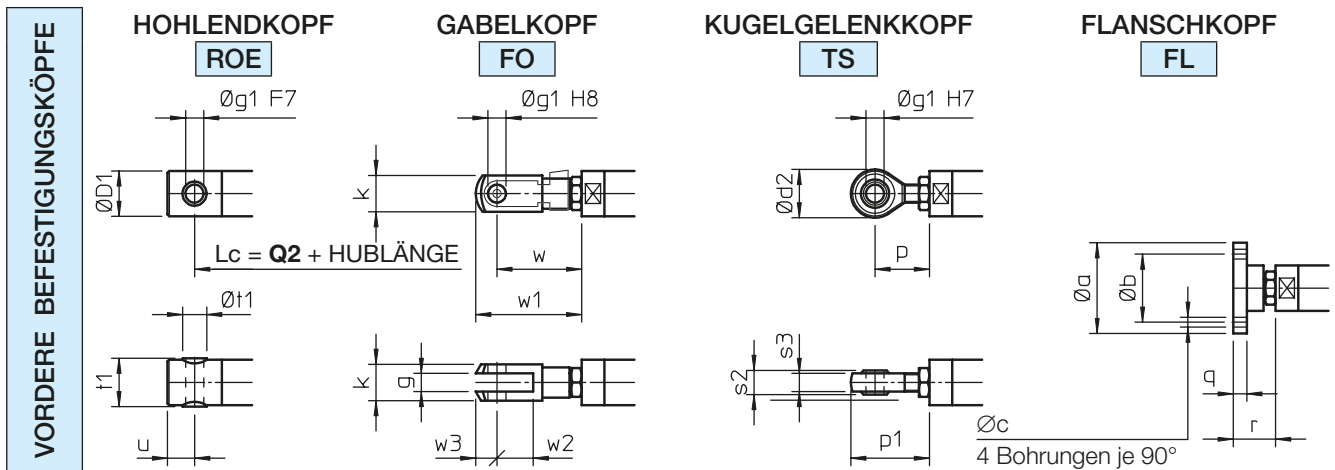 VORDERE BEFESTIGUNGSKÖPFE
HOHLENDKOPF
ROE
Øg1 F7
ØD1
Lc = Q2 + HUBLÄNGE
Øt1
t1
u
GABELKOPF
FO
Øg1 H8
k
w
w1
k
g
w3
w2
KUGELGELENKKOPF
TS
Øg1 H7
Ød2
p
s3
s2
p1
FLANSCHKOPF
FL
Øa
Øb
q
r
Øc
4 Bohrungen je 90°